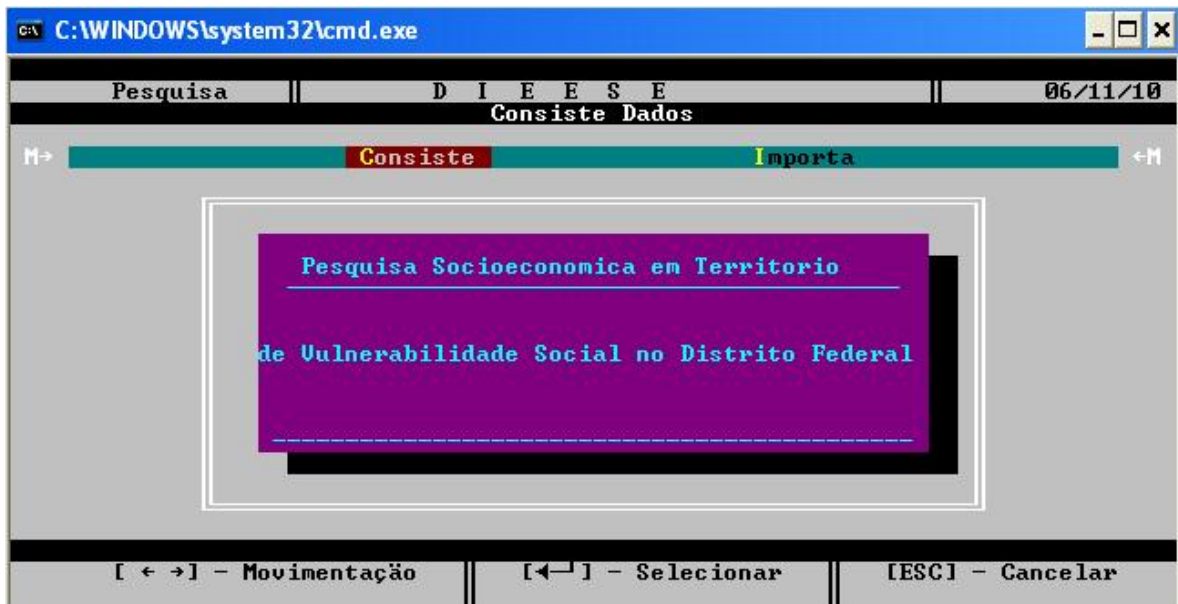 C:\WINDOWS\system32\cmd.exe
Pesquisa D I E E S E 06/11/10
Consiste Dados
M→ Consiste Importa ←M
Pesquisa Socioeconomica em Territorio
de Vulnerabilidade Social no Distrito Federal
[ ← → ] - Movimentação [◄─┘] - Selecionar [ESC] - Cancelar